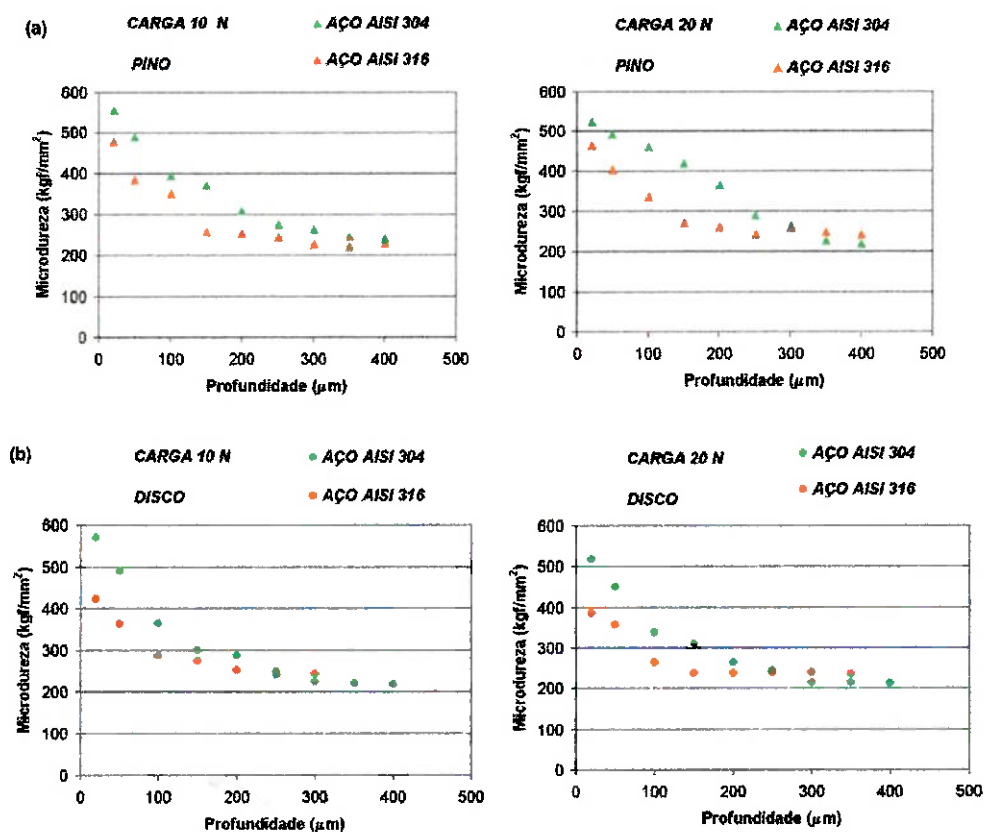 (a)
CARGA 10 N
AÇO AISI 304
PINO
AÇO AISI 316
Microdureza (kgf/mm²)
600
500
400
300
200
100
0
0 100 200 300 400 500
Profundidade (µm)
CARGA 20 N
AÇO AISI 304
PINO
AÇO AISI 316
Microdureza (kgf/mm²)
600
500
400
300
200
100
0
0 100 200 300 400 500
Profundidade (µm)
(b)
CARGA 10 N
AÇO AISI 304
DISCO
AÇO AISI 316
Microdureza (kgf/mm²)
600
500
400
300
200
100
0
0 100 200 300 400 500
Profundidade (µm)
CARGA 20 N
AÇO AISI 304
DISCO
AÇO AISI 316
Microdureza (kgf/mm²)
600
500
400
300
200
100
0
0 100 200 300 400 500
Profundidade (µm)